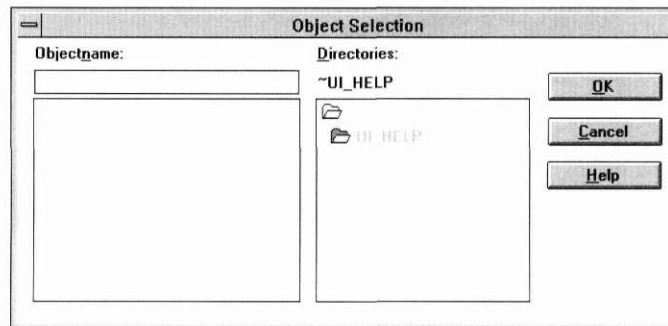 Object Selection
Objectname:
Directories:
~UI_HELP
UI_HELP
OK
Cancel
Help